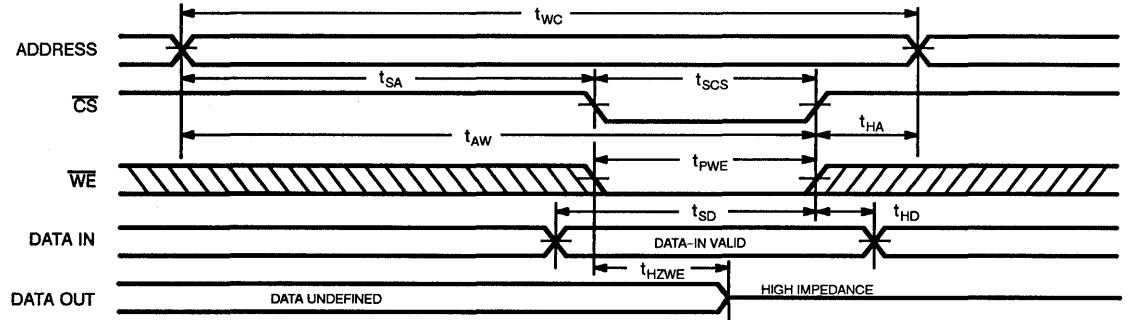 tWC
ADDRESS
tSA
tSCS
CS
tAW
tHA
WE
tPWE
tSD
tHD
DATA IN
DATA-IN VALID
tHZWE
DATA OUT
DATA UNDEFINED
HIGH IMPEDANCE